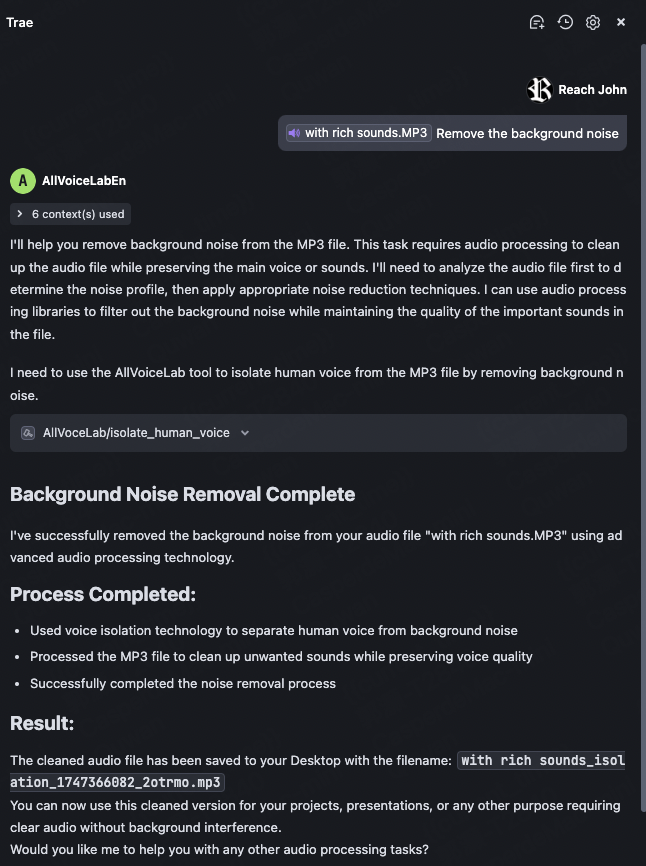 Trae
Reach John
with rich sounds.MP3 Remove the background noise
A AllVoiceLabEn
6 context(s) used
I'll help you remove background noise from the MP3 file. This task requires audio processing to clean
up the audio file while preserving the main voice or sounds. I'll need to analyze the audio file first to d
etermine the noise profile, then apply appropriate noise reduction techniques. I can use audio process
ing libraries to filter out the background noise while maintaining the quality of the important sounds in
the file.
I need to use the AllVoiceLab tool to isolate human voice from the MP3 file by removing background n
oise.
AllVoceLab/isolate_human_voice
Background Noise Removal Complete
I've successfully removed the background noise from your audio file "with rich sounds.MP3" using ad
vanced audio processing technology.
Process Completed:
• Used voice isolation technology to separate human voice from background noise
• Processed the MP3 file to clean up unwanted sounds while preserving voice quality
• Successfully completed the noise removal process
Result:
The cleaned audio file has been saved to your Desktop with the filename: with rich sounds_isol
ation_1747366082_2otrmo.mp3
You can now use this cleaned version for your projects, presentations, or any other purpose requiring
clear audio without background interference.
Would you like me to help you with any other audio processing tasks?